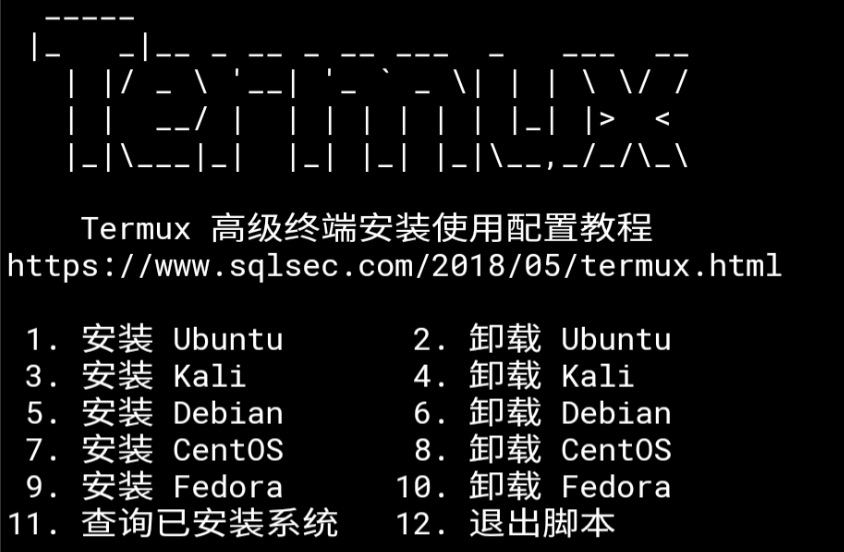 Termux
Termux 高级终端安装使用配置教程
https://www.sqlsec.com/2018/05/termux.html
1. 安装 Ubuntu 2. 卸载 Ubuntu
3. 安装 Kali 4. 卸载 Kali
5. 安装 Debian 6. 卸载 Debian
7. 安装 CentOS 8. 卸载 CentOS
9. 安装 Fedora 10. 卸载 Fedora
11. 查询已安装系统 12. 退出脚本